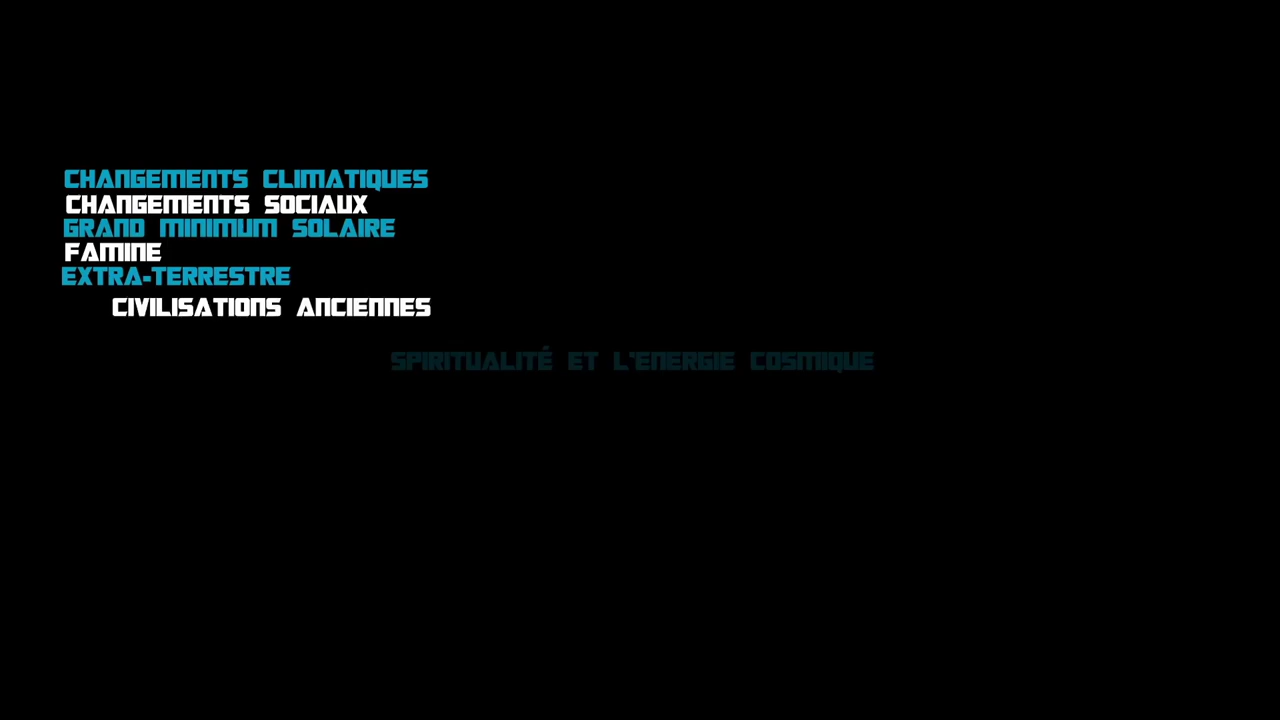 CHANGEMENTS CLIMATIQUES
CHANGEMENTS SOCIAUX
GRAND MINIMUM SOLAIRE
FAMINE
EXTRA-TERRESTRE
CIVILISATIONS ANCIENNES
SPIRITUALITÉ ET L'ENERGIE COSMIQUE